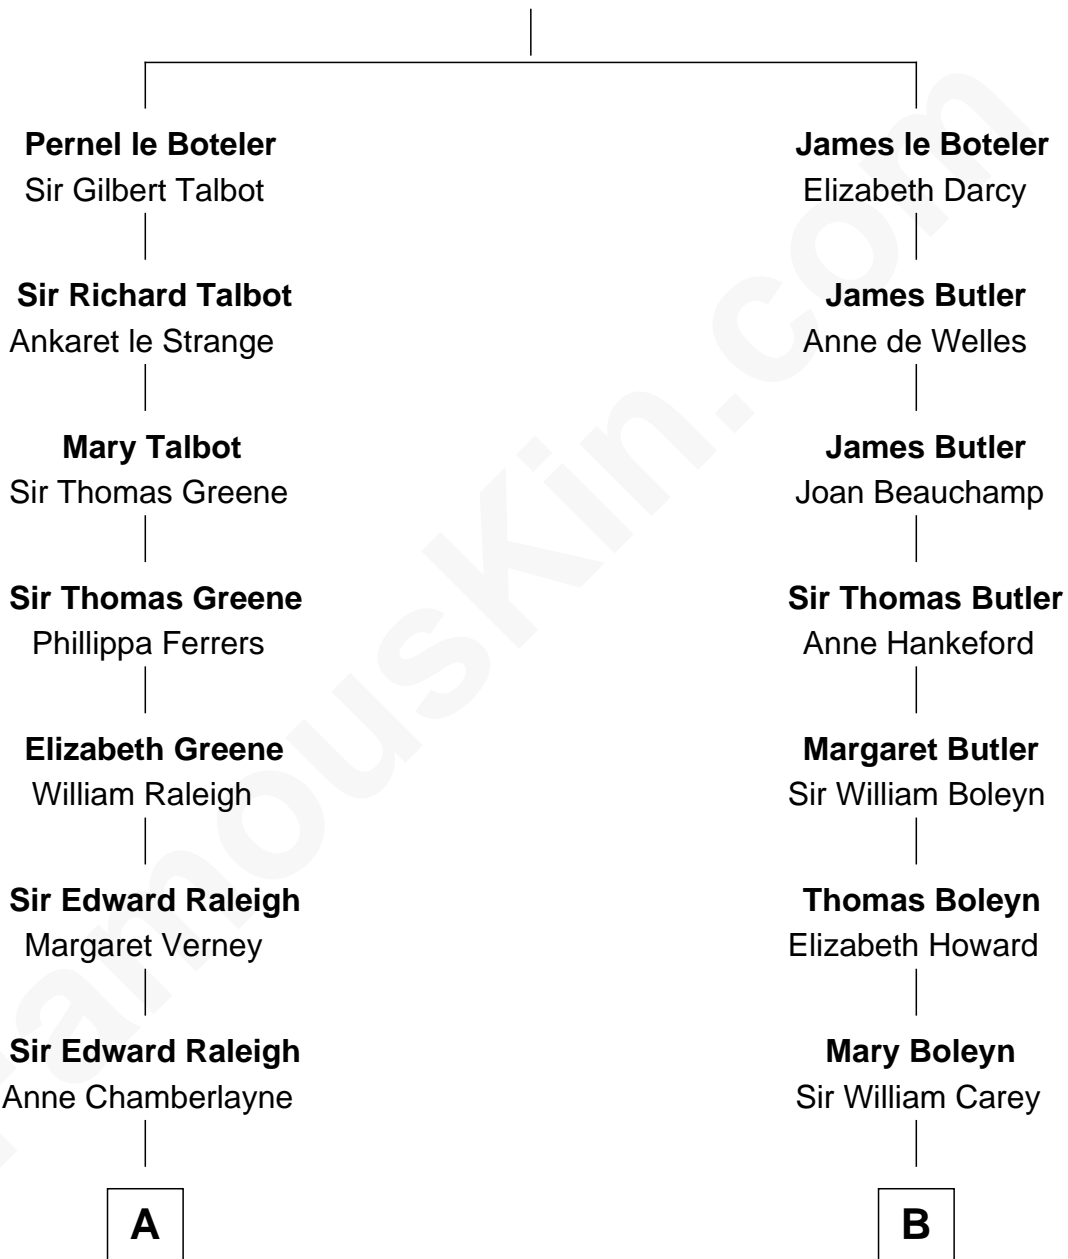 Pernel le Boteler
Sir Gilbert Talbot
Sir Richard Talbot
Ankaret le Strange
Mary Talbot
Sir Thomas Greene
Sir Thomas Greene
Phillippa Ferrers
Elizabeth Greene
William Raleigh
Sir Edward Raleigh
Margaret Verney
Sir Edward Raleigh
Anne Chamberlayne
A
James le Boteler
Elizabeth Darcy
James Butler
Anne de Welles
James Butler
Joan Beauchamp
Sir Thomas Butler
Anne Hankeford
Margaret Butler
Sir William Boleyn
Thomas Boleyn
Elizabeth Howard
Mary Boleyn
Sir William Carey
B
FamousKin.com